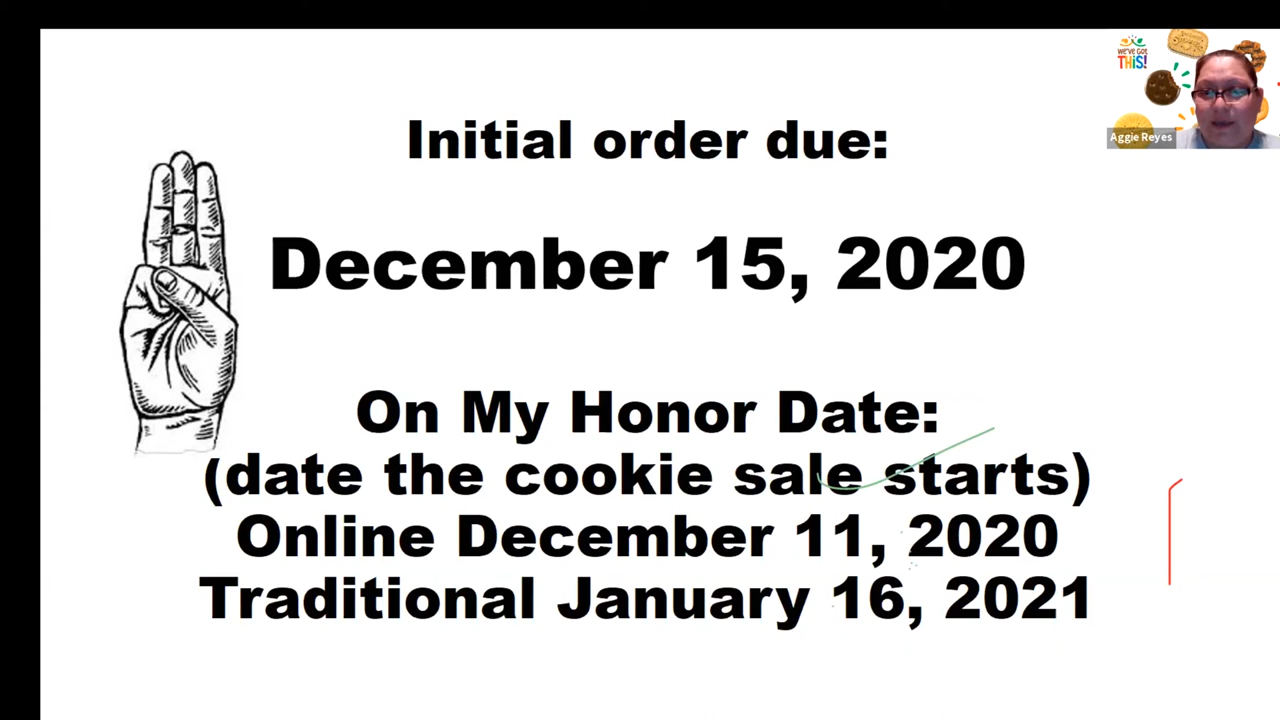 Initial order due:
December 15, 2020
On My Honor Date:
(date the cookie sale starts)
Online December 11, 2020
Traditional January 16, 2021
WE'VE GOT
THiS!
Aggie Reyes